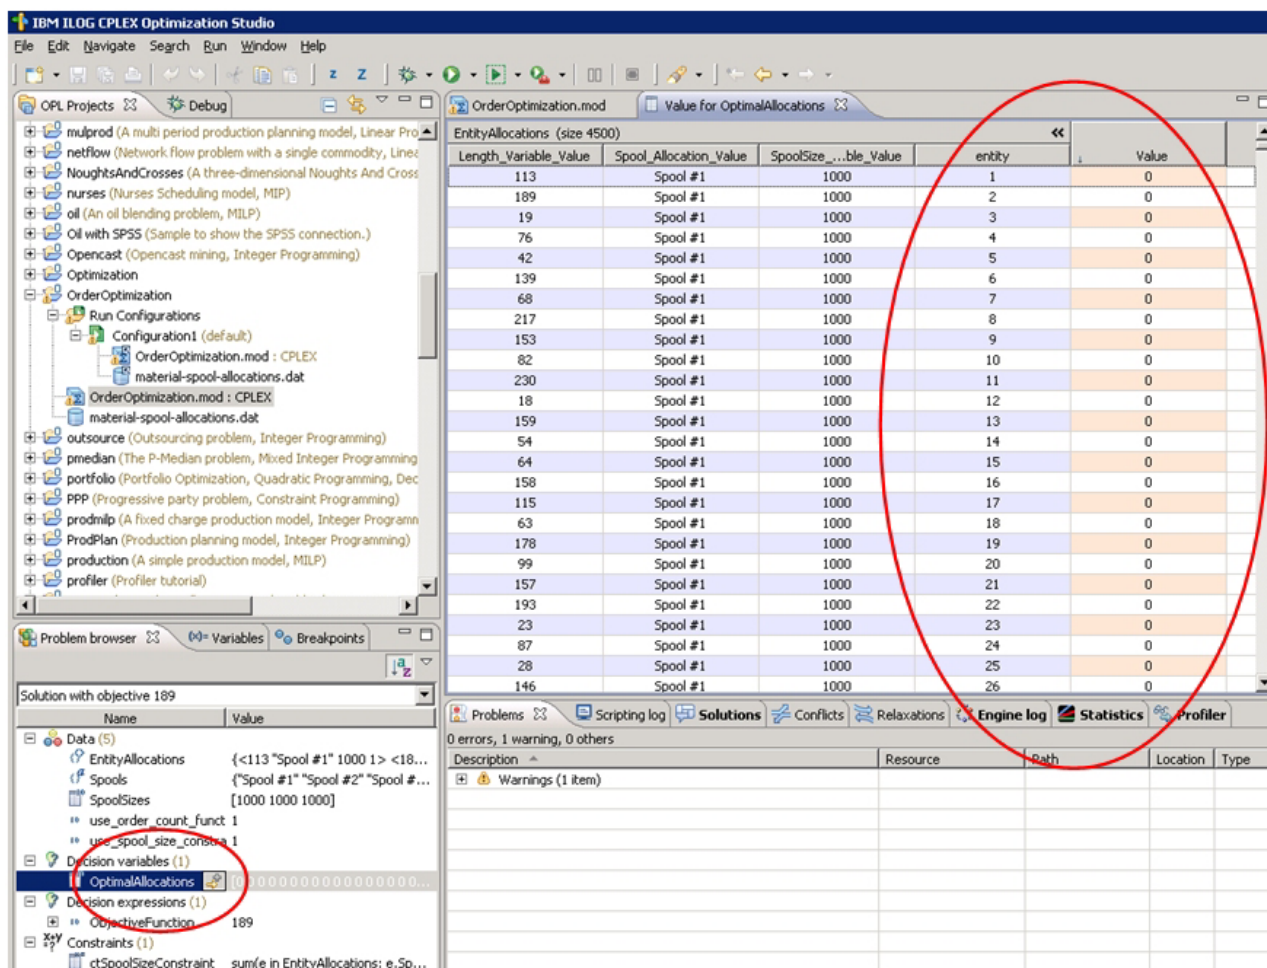 IBM ILOG CPLEX Optimization Studio
File Edit Navigate Search Run Window Help
OPL Projects Debug
mulprod (A multi period production planning model, Linear Pro
netflow (Network flow problem with a single commodity, Linea
NoughtsAndCrosses (A three-dimensional Noughts And Cross
nurses (Nurses Scheduling model, MIP)
oil (An oil blending problem, MILP)
Oil with SPSS (Sample to show the SPSS connection.)
Opencast (Opencast mining, Integer Programming)
Optimization
OrderOptimization
Run Configurations
Configuration1 (default)
OrderOptimization.mod : CPLEX
material-spool-allocations.dat
OrderOptimization.mod : CPLEX
material-spool-allocations.dat
outsource (Outsourcing problem, Integer Programming)
pmedian (The P-Median problem, Mixed Integer Programming
portfolio (Portfolio Optimization, Quadratic Programming, Dec
PPP (Progressive party problem, Constraint Programming)
prodmilp (A fixed charge production model, Integer Programm
ProdPlan (Production planning model, Integer Programming)
production (A simple production model, MILP)
profiler (Profiler tutorial)
OrderOptimization.mod Value for OptimalAllocations
EntityAllocations (size 4500)
Length_Variable_Value Spool_Allocation_Value SpoolSize_...ble_Value entity Value
113 Spool #1 1000 1 0
189 Spool #1 1000 2 0
19 Spool #1 1000 3 0
76 Spool #1 1000 4 0
42 Spool #1 1000 5 0
139 Spool #1 1000 6 0
68 Spool #1 1000 7 0
217 Spool #1 1000 8 0
153 Spool #1 1000 9 0
82 Spool #1 1000 10 0
230 Spool #1 1000 11 0
18 Spool #1 1000 12 0
159 Spool #1 1000 13 0
54 Spool #1 1000 14 0
64 Spool #1 1000 15 0
158 Spool #1 1000 16 0
115 Spool #1 1000 17 0
63 Spool #1 1000 18 0
178 Spool #1 1000 19 0
99 Spool #1 1000 20 0
157 Spool #1 1000 21 0
193 Spool #1 1000 22 0
23 Spool #1 1000 23 0
87 Spool #1 1000 24 0
28 Spool #1 1000 25 0
146 Spool #1 1000 26 0
Problem browser (x)= Variables Breakpoints
Solution with objective 189
Name Value
Data (5)
EntityAllocations {<113 "Spool #1" 1000 1> <18...
Spools {"Spool #1" "Spool #2" "Spool #...
SpoolSizes [1000 1000 1000]
use_order_count_funct 1
use_spool_size_constra 1
Decision variables (1)
OptimalAllocations [0 0 0 0 0 0 0 0 0 0 0 0 0 0 0 0 0 0...
Decision expressions (1)
ObjectiveFunction 189
Constraints (1)
ctSpoolSizeConstraint sum(e in EntityAllocations: e.Sp...
Problems Scripting log Solutions Conflicts Relaxations Engine log Statistics Profiler
0 errors, 1 warning, 0 others
Description Resource Path Location Type
Warnings (1 item)